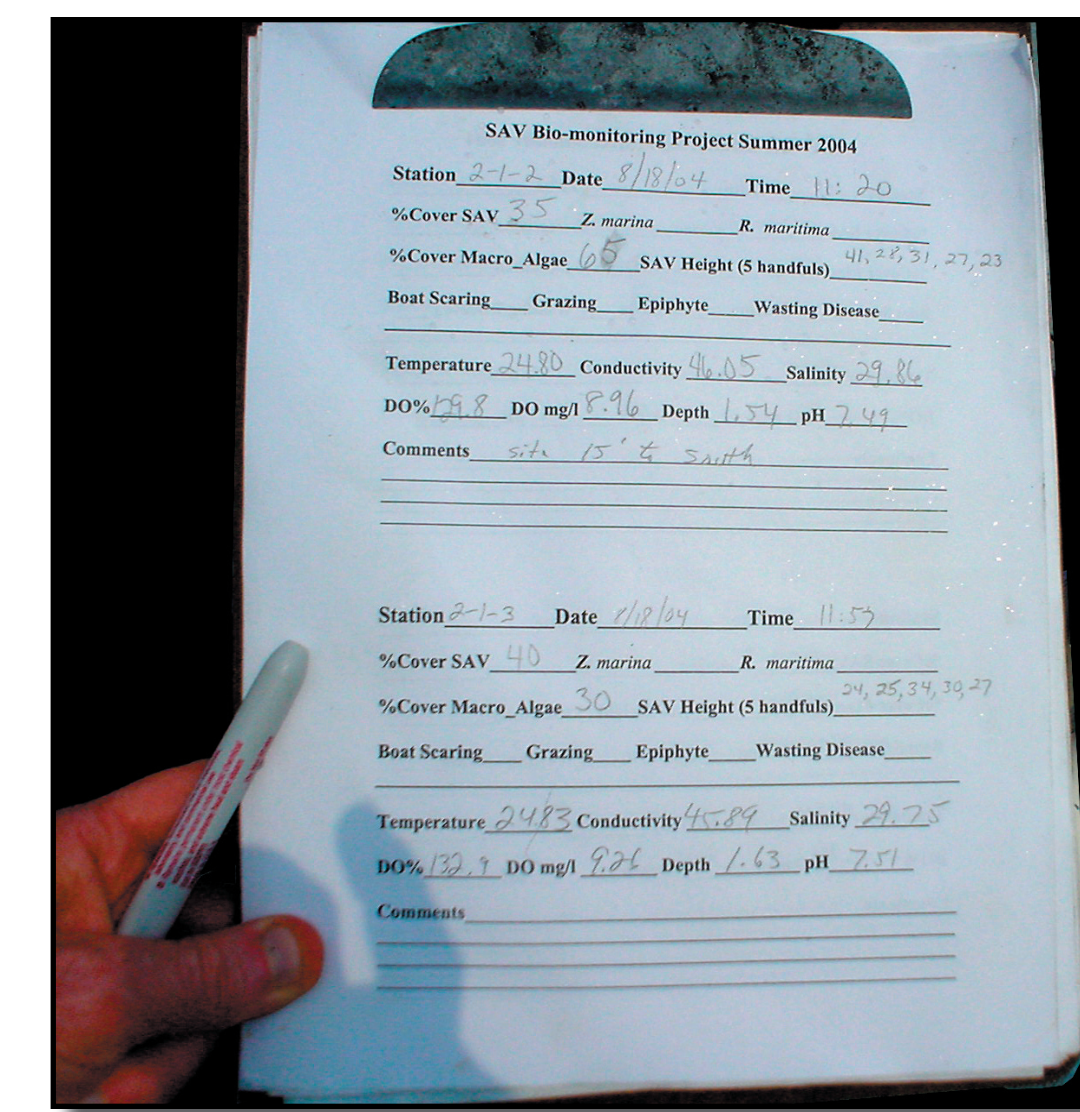 SAV Bio-monitoring Project Summer 2004
Station 2-1-2 Date 8/18/04 Time 11:20
%Cover SAV 35 Z. marina R. maritima
%Cover Macro_Algae 65 SAV Height (5 handfuls) 41, 28, 31, 27, 23
Boat Scaring Grazing Epiphyte Wasting Disease
Temperature 24.80 Conductivity 46.05 Salinity 29.86
DO% 129.8 DO mg/l 8.96 Depth 1.54 pH 7.49
Comments site 15' to South
Station 2-1-3 Date 8/18/04 Time
%Cover SAV 40 Z. marina R. maritima
%Cover Macro_Algae 30 SAV Height (5 handfuls) 24, 25, 34, 30, 27
Boat Scaring Grazing Epiphyte Wasting Disease
Temperature 24.83 Conductivity 45.89 Salinity 29.75
DO% 132.9 DO mg/l 9.26 Depth 1.63 pH 7.51
Comments